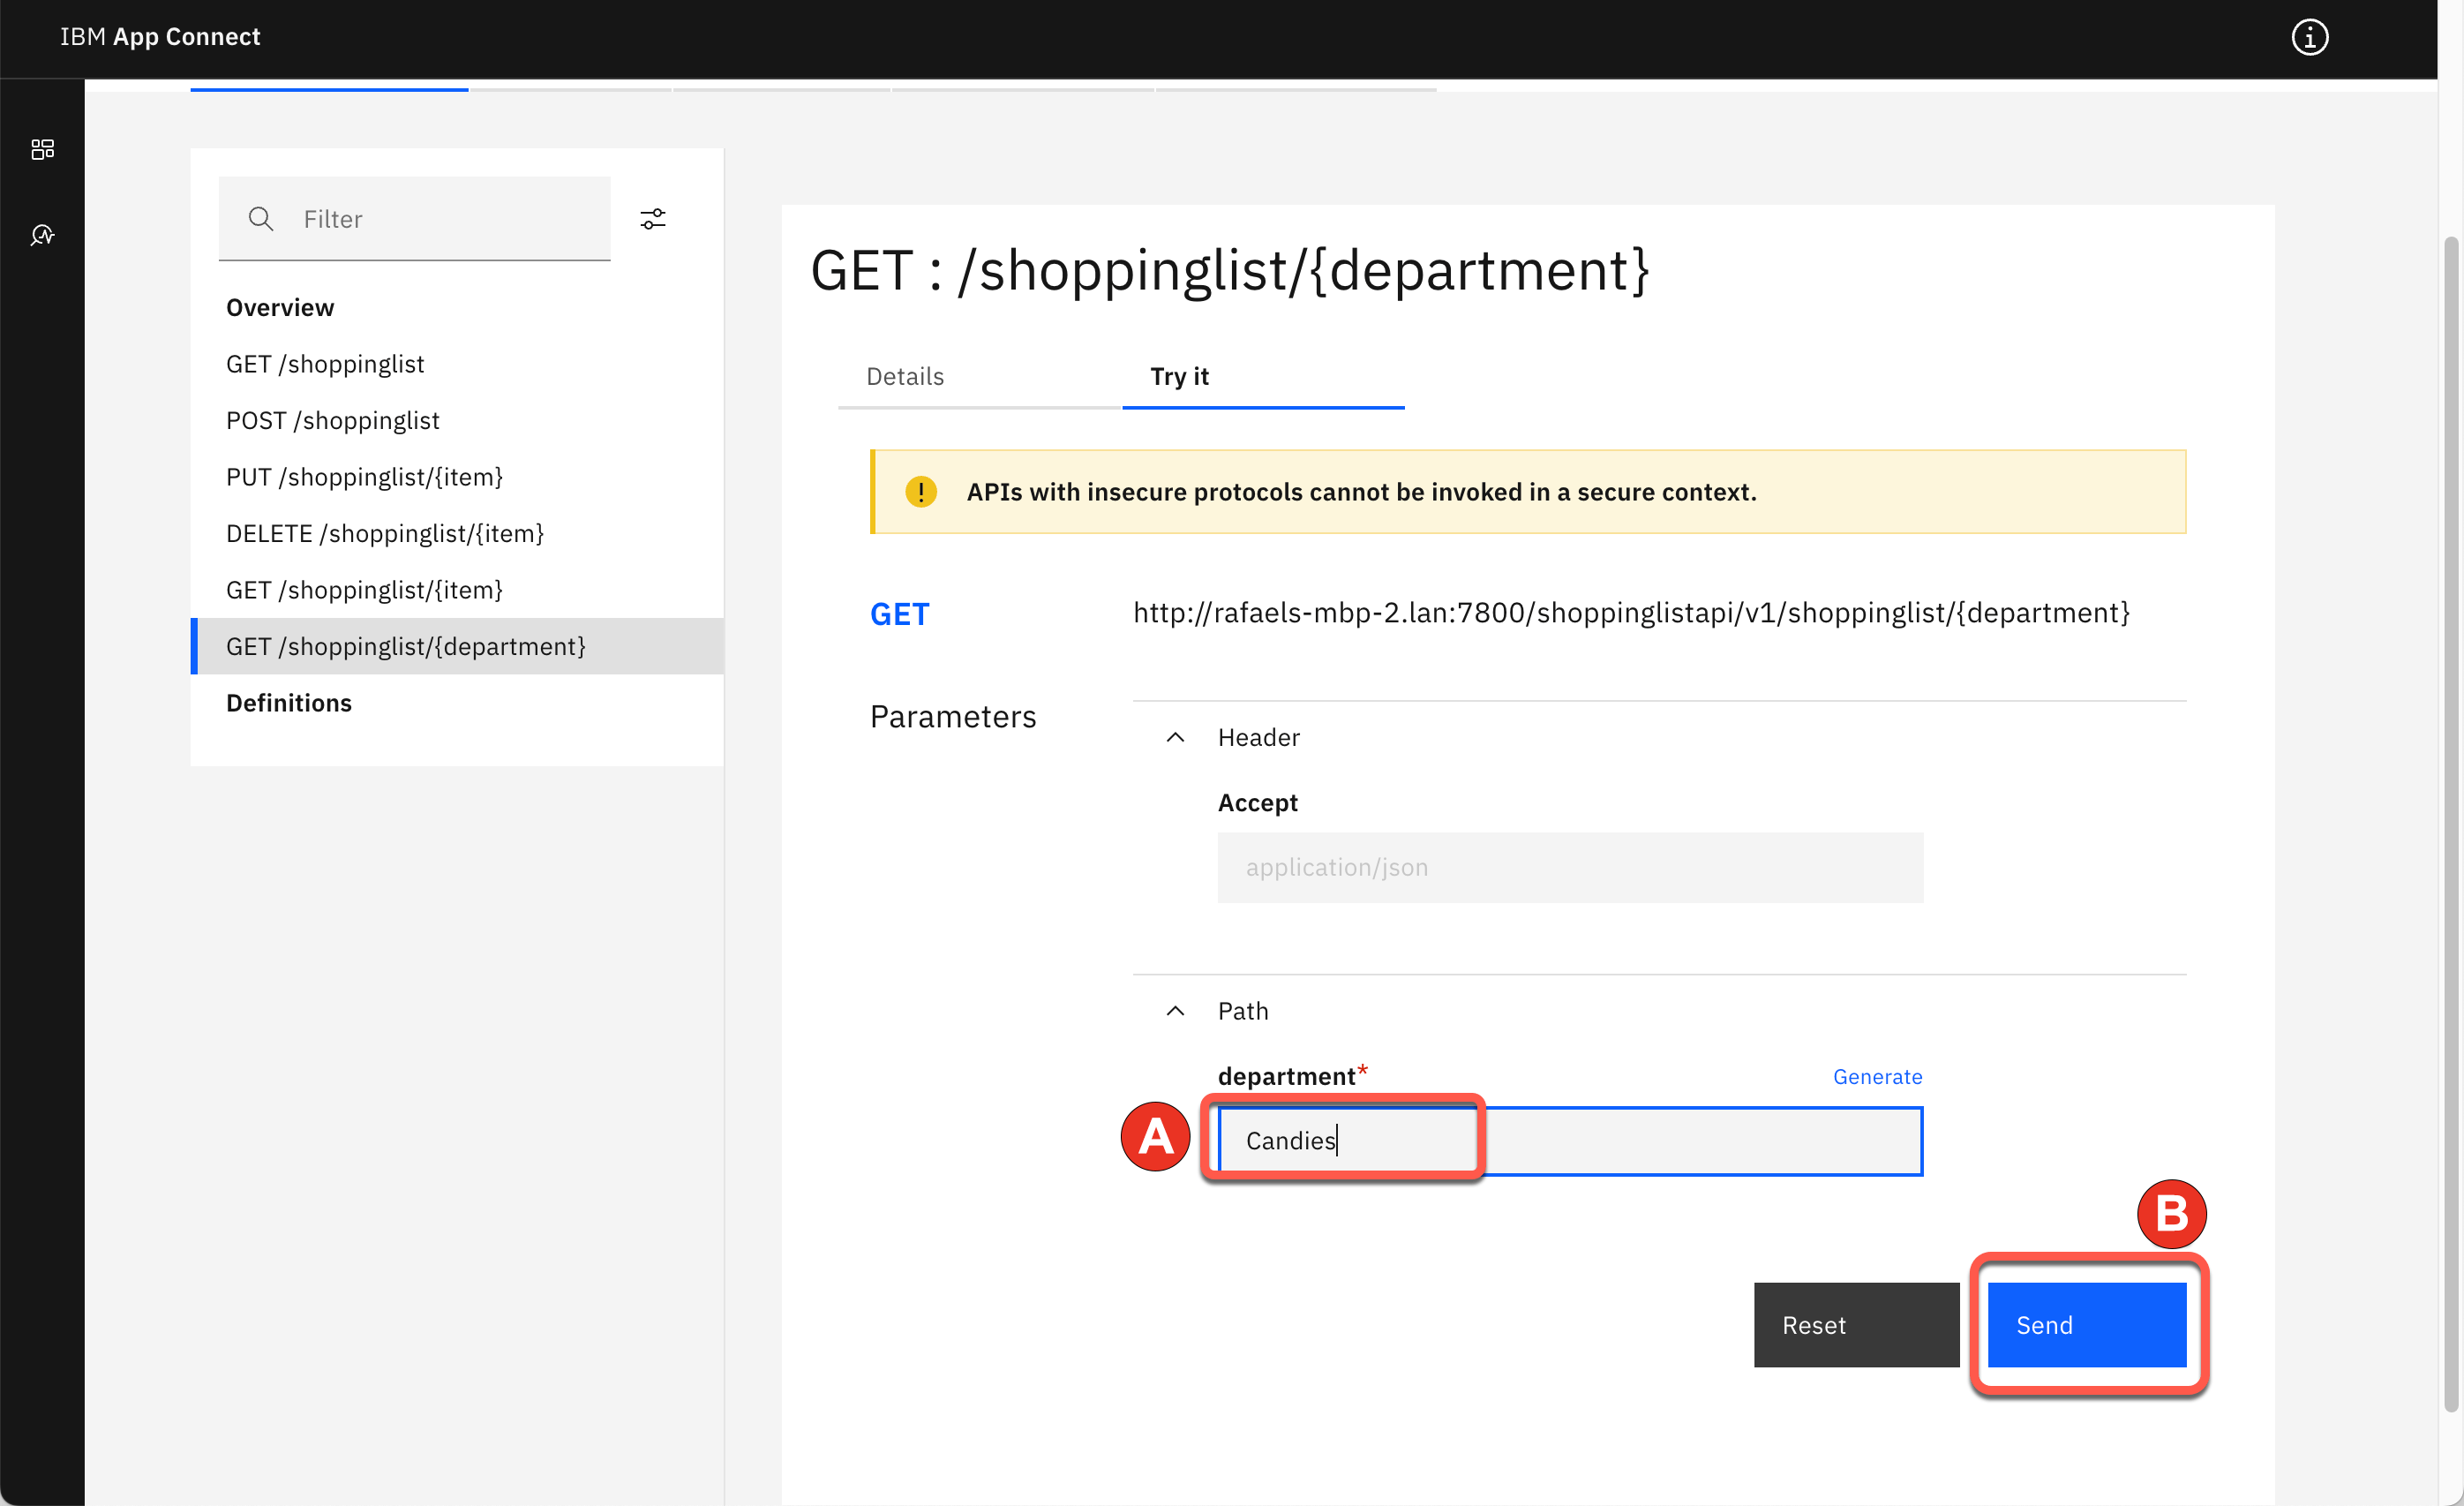 IBM App Connect
Filter
Overview
GET /shoppinglist
POST /shoppinglist
PUT /shoppinglist/{item}
DELETE /shoppinglist/{item}
GET /shoppinglist/{item}
GET /shoppinglist/{department}
Definitions
GET : /shoppinglist/{department}
Details Try it
APIs with insecure protocols cannot be invoked in a secure context.
GET http://rafaels-mbp-2.lan:7800/shoppinglistapi/v1/shoppinglist/{department}
Parameters
Header
Accept
application/json
Path
department* Generate
A Candies
B
Reset Send